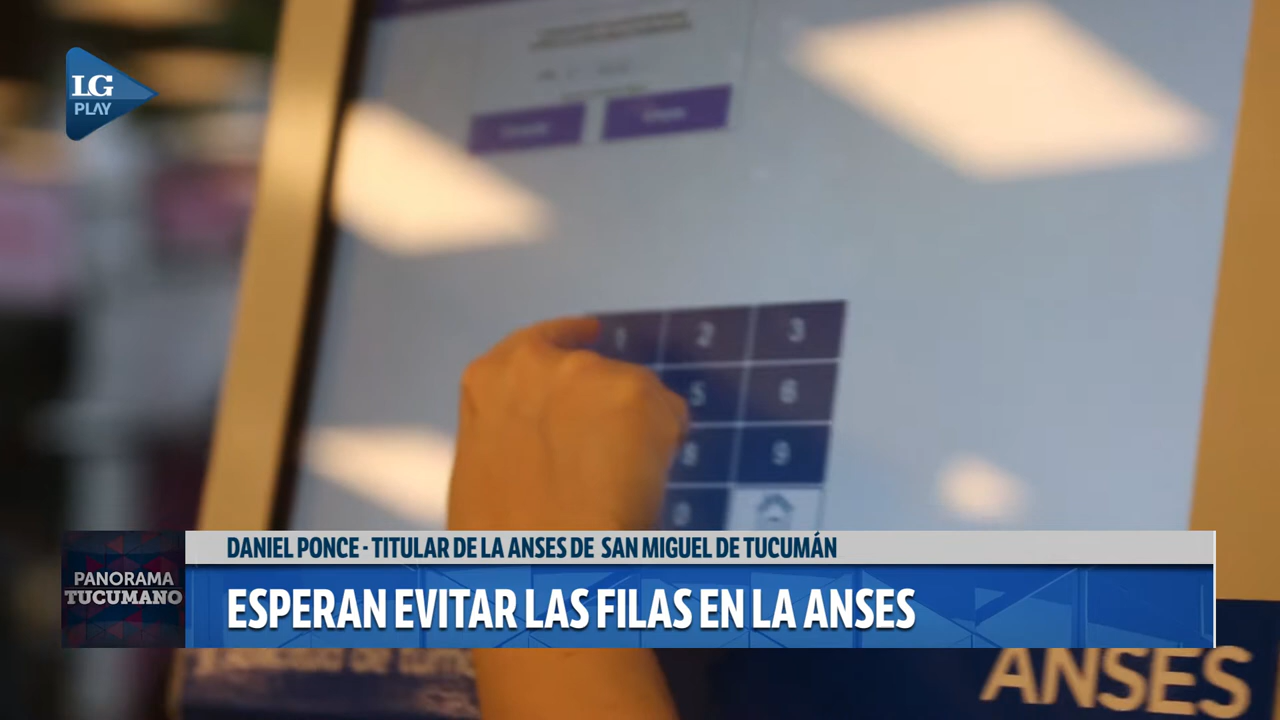 LG
PLAY
1 2 3
5 6
8 9
0
DANIEL PONCE - TITULAR DE LA ANSES DE SAN MIGUEL DE TUCUMÁN
PANORAMA
TUCUMANO
ESPERAN EVITAR LAS FILAS EN LA ANSES
ANSES